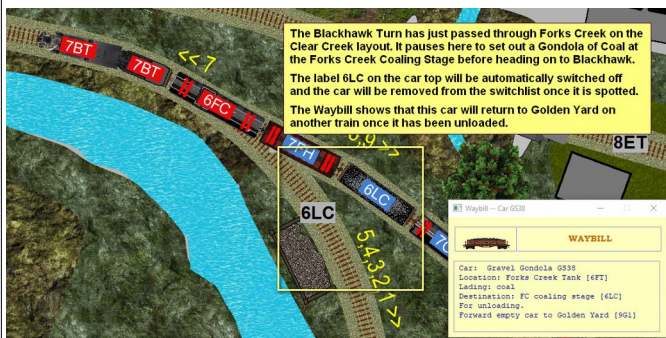 The Blackhawk Turn has just passed through Forks Creek on the
Clear Creek layout. It pauses here to set out a Gondola of Coal at
the Forks Creek Coaling Stage before heading on to Blackhawk.
The label 6LC on the car top will be automatically switched off
and the car will be removed from the switchlist once it is spotted.
The Waybill shows that this car will return to Golden Yard on
another train once it has been unloaded.
7BT
7BT
<< 7
6FC
7FH
6LC
8ET
6LC
5,4,3,2,1 >>
Waybill -- Car GS38
WAYBILL
Car: Gravel Gondola GS38
Location: Forks Creek Tank [6FT]
Lading: coal
Destination: FC coaling stage [6LC]
For unloading.
Forward empty car to Golden Yard [9G1]